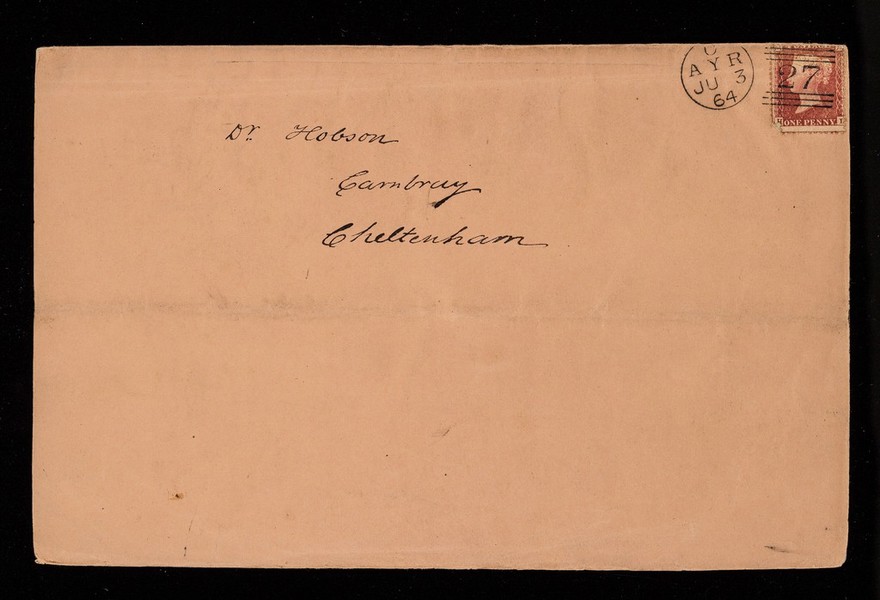 C
AYR
JU 3
64
27
ONE PENNY
Dr Hobson
Cambray
Cheltenham